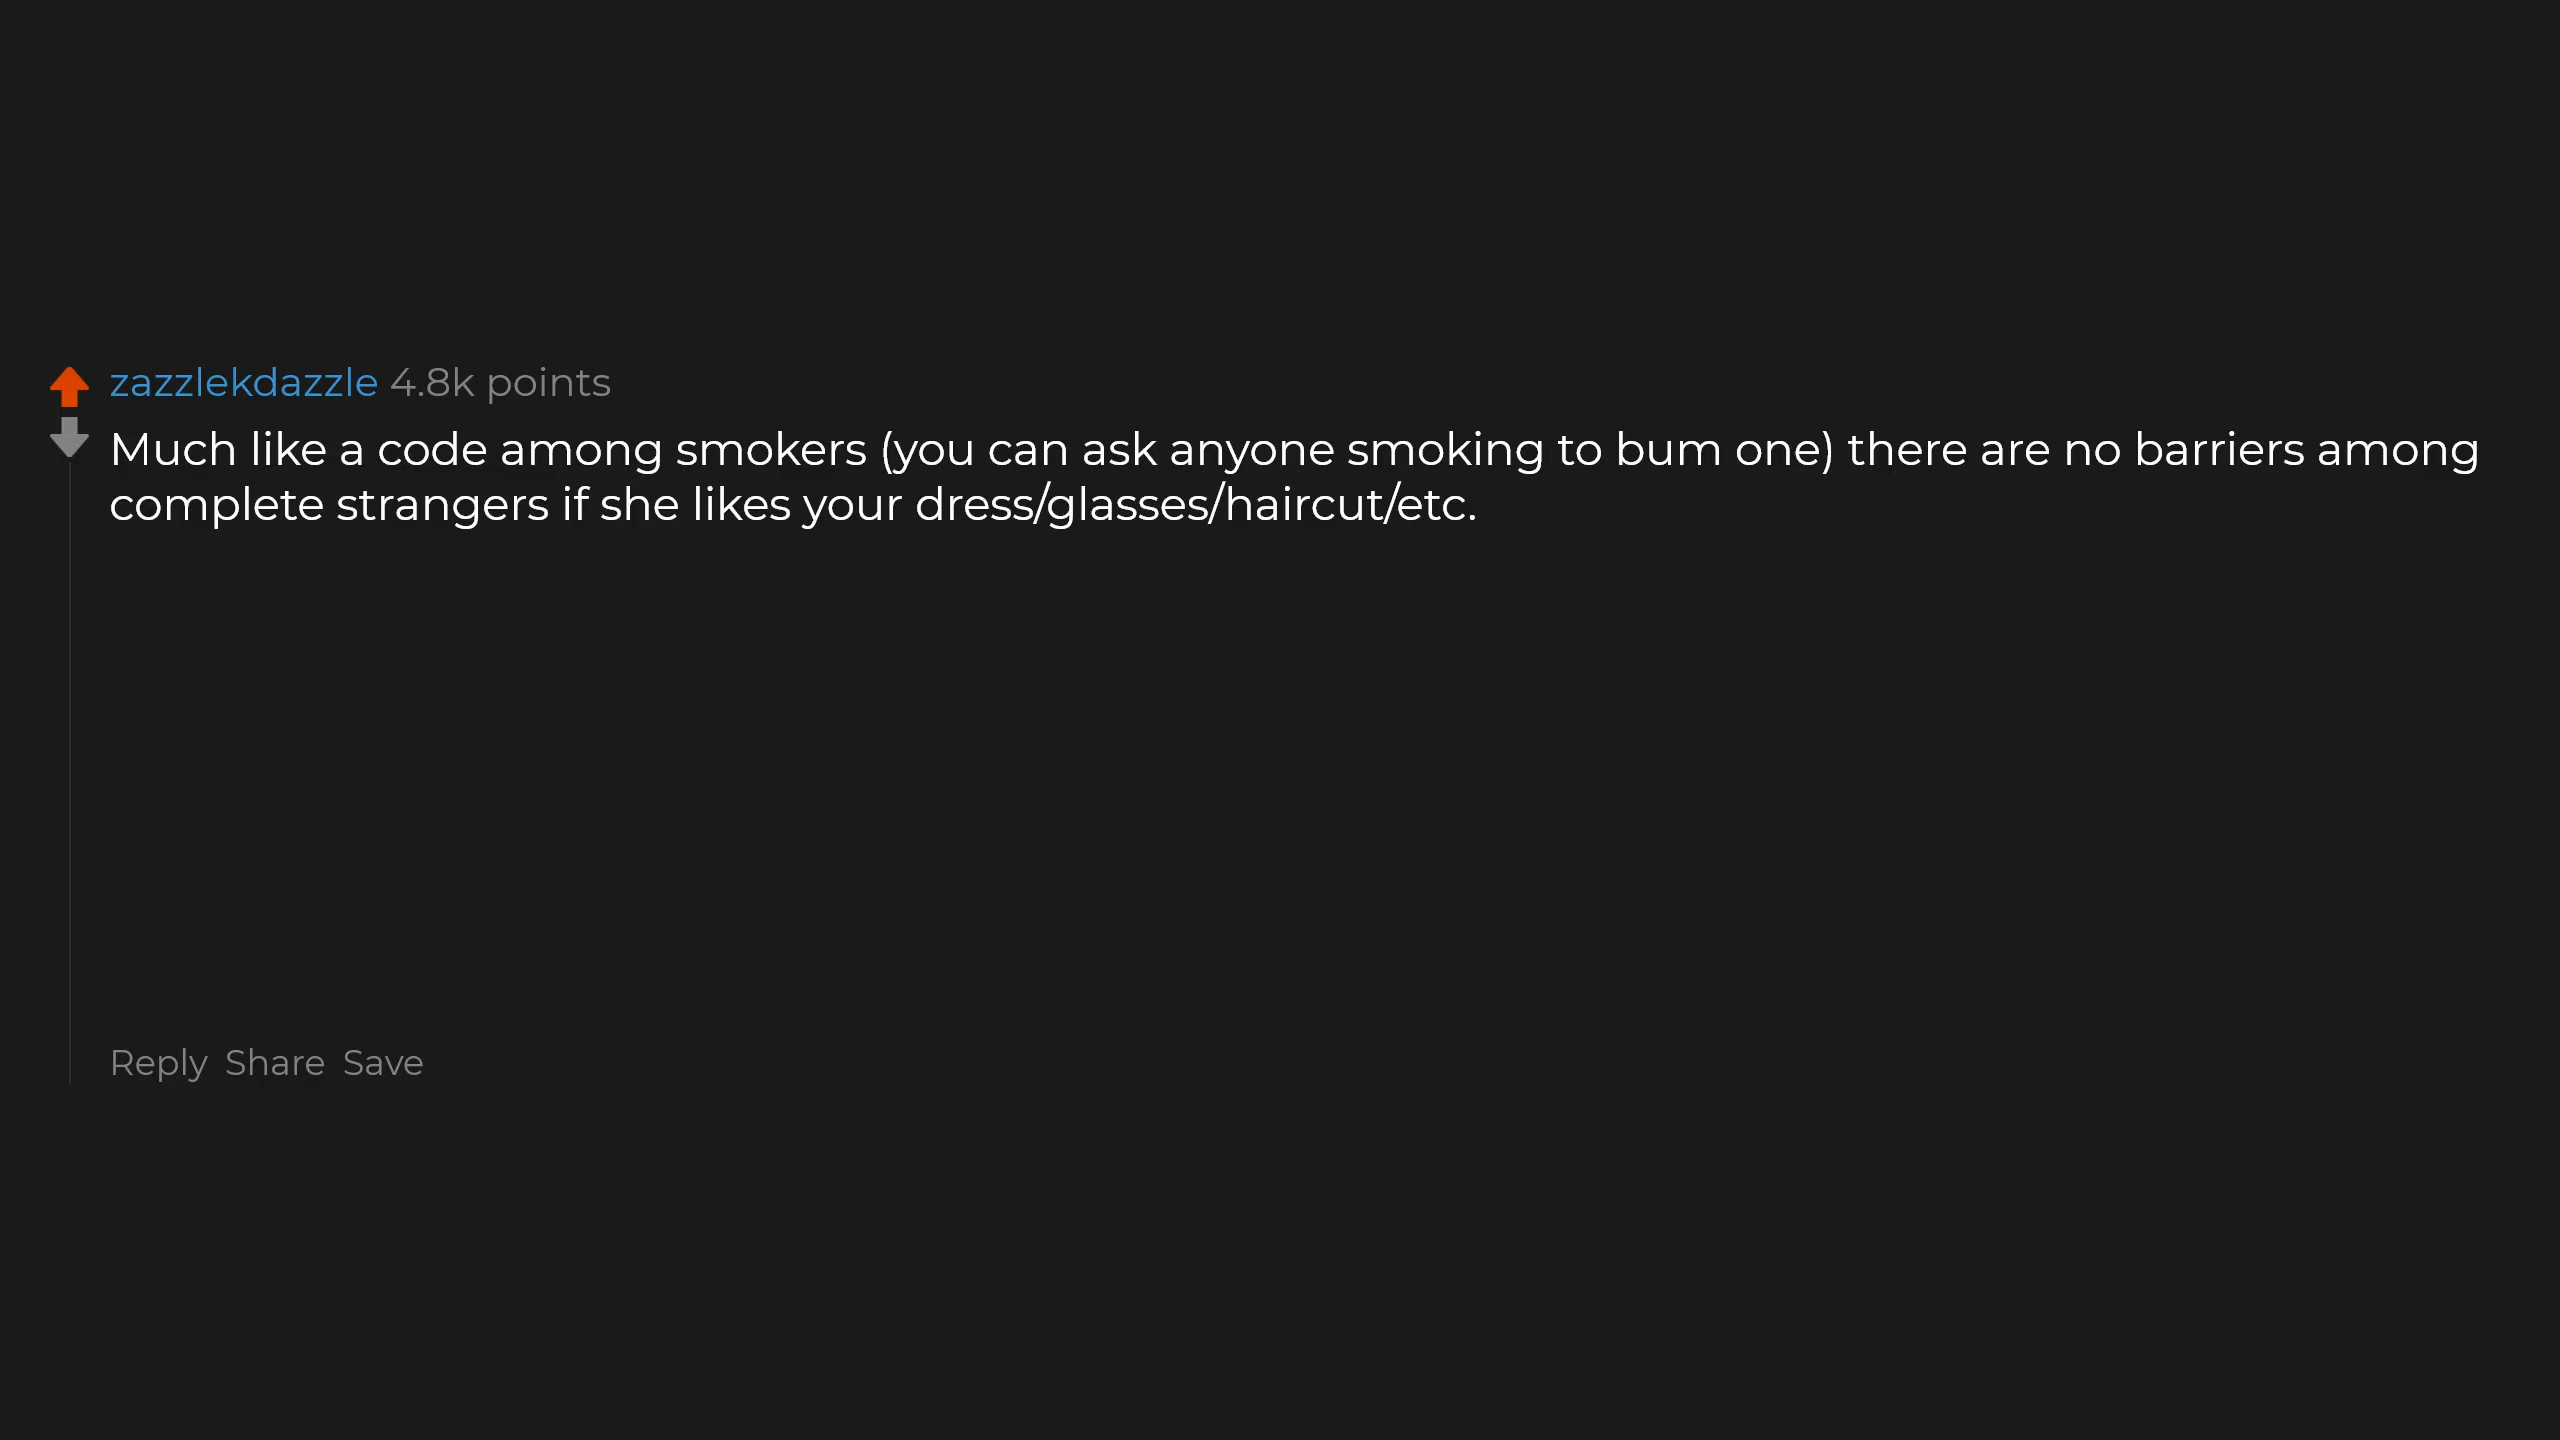 zazzlekdazzle 4.8k points
Much like a code among smokers (you can ask anyone smoking to bum one) there are no barriers among
complete strangers if she likes your dress/glasses/haircut/etc.
Reply Share Save